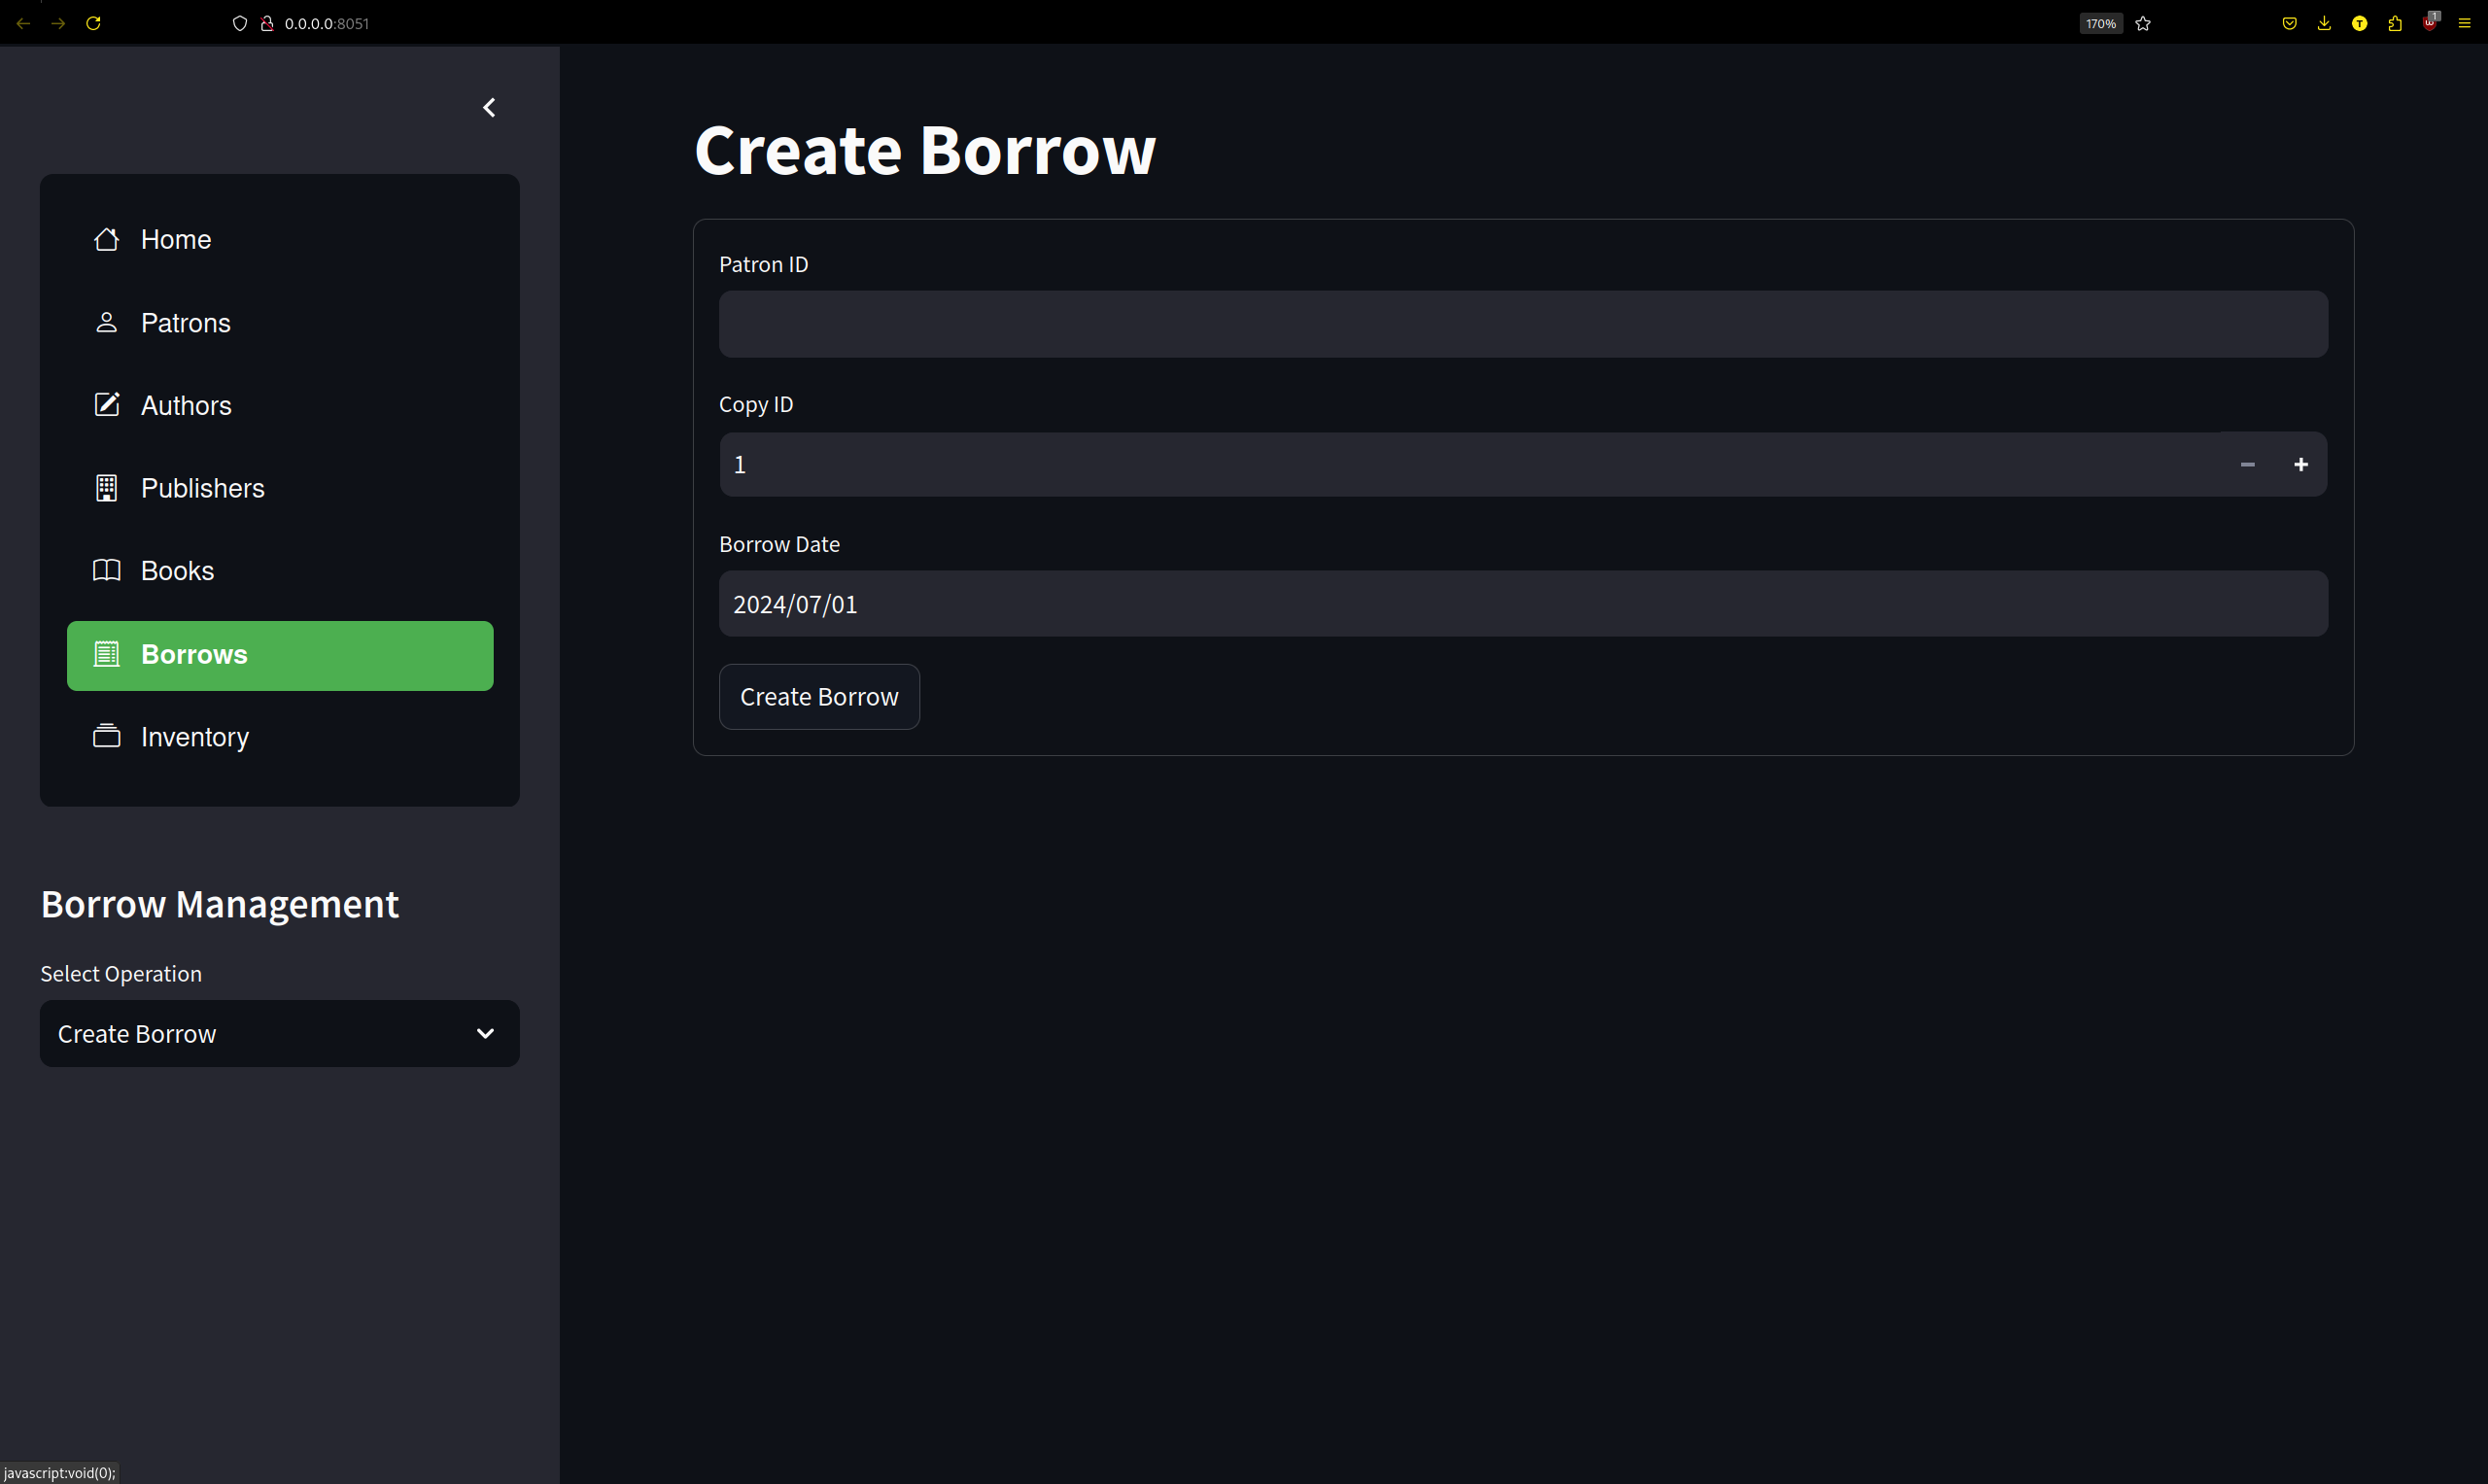 0.0.0.0:8051
170%
T
1
Home
Patrons
Authors
Publishers
Books
Borrows
Inventory
Borrow Management
Select Operation
Create Borrow
Create Borrow
Patron ID
Copy ID
1
Borrow Date
2024/07/01
Create Borrow
javascript:void(0);